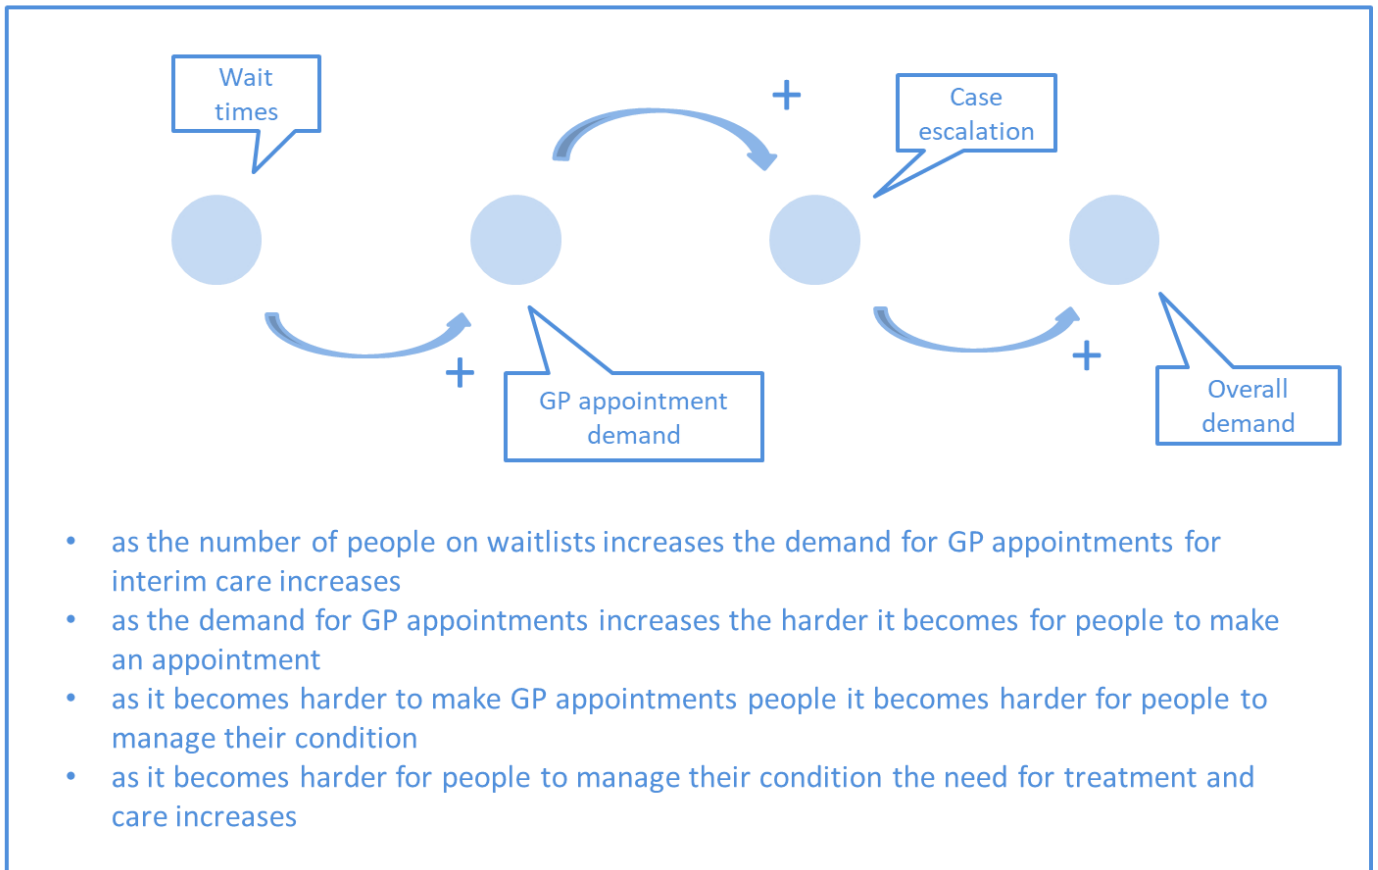 Wait
times
+
Case
escalation
+
GP appointment
demand
+
Overall
demand
• as the number of people on waitlists increases the demand for GP appointments for
interim care increases
• as the demand for GP appointments increases the harder it becomes for people to make
an appointment
• as it becomes harder to make GP appointments people it becomes harder for people to
manage their condition
• as it becomes harder for people to manage their condition the need for treatment and
care increases